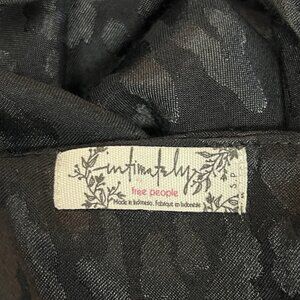 intimately
free people
Made in Indonesia. Fabriqué en Indonésie
S P